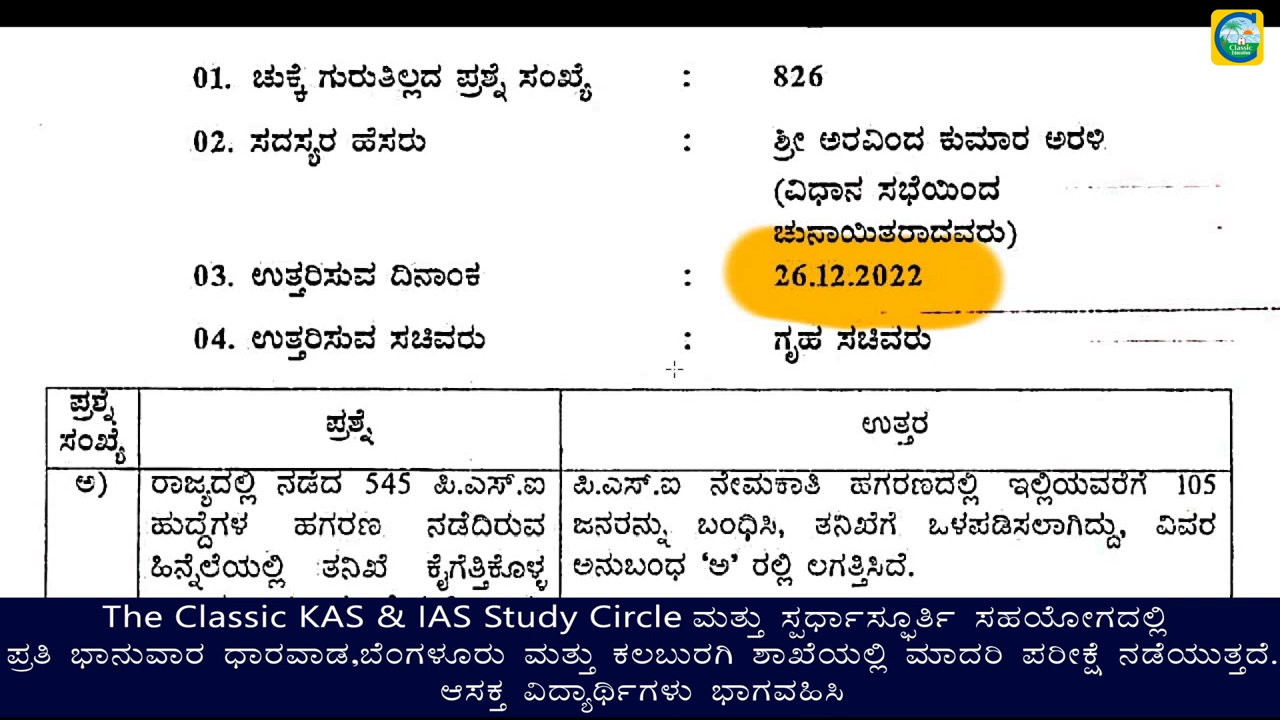 Classic
Education
01. ಚುಕ್ಕೆ ಗುರುತಿಲ್ಲದ ಪ್ರಶ್ನೆ ಸಂಖ್ಯೆ : 826
02. ಸದಸ್ಯರ ಹೆಸರು : ಶ್ರೀ ಅರವಿಂದ ಕುಮಾರ ಅರಳಿ
(ವಿಧಾನ ಸಭೆಯಿಂದ
ಚುನಾಯಿತರಾದವರು)
03. ಉತ್ತರಿಸುವ ದಿನಾಂಕ : 26.12.2022
04. ಉತ್ತರಿಸುವ ಸಚಿವರು : ಗೃಹ ಸಚಿವರು
ಪ್ರಶ್ನೆ ಸಂಖ್ಯೆ ಪ್ರಶ್ನೆ ಉತ್ತರ
ಅ) ರಾಜ್ಯದಲ್ಲಿ ನಡೆದ 545 ಪಿ.ಎಸ್.ಐ ಪಿ.ಎಸ್.ಐ ನೇಮಕಾತಿ ಹಗರಣದಲ್ಲಿ ಇಲ್ಲಿಯವರೆಗೆ 105
ಹುದ್ದೆಗಳ ಹಗರಣ ನಡೆದಿರುವ ಜನರನ್ನು ಬಂಧಿಸಿ, ತನಿಖೆಗೆ ಒಳಪಡಿಸಲಾಗಿದ್ದು, ವಿವರ
ಹಿನ್ನೆಲೆಯಲ್ಲಿ ತನಿಖೆ ಕೈಗೆತ್ತಿಕೊಳ್ಳ ಅನುಬಂಧ ‘ಅ’ ರಲ್ಲಿ ಲಗತ್ತಿಸಿದೆ.
The Classic KAS & IAS Study Circle ಮತ್ತು ಸ್ಪರ್ಧಾಸ್ಫೂರ್ತಿ ಸಹಯೋಗದಲ್ಲಿ
ಪ್ರತಿ ಭಾನುವಾರ ಧಾರವಾಡ,ಬೆಂಗಳೂರು ಮತ್ತು ಕಲಬುರಗಿ ಶಾಖೆಯಲ್ಲಿ ಮಾದರಿ ಪರೀಕ್ಷೆ ನಡೆಯುತ್ತದೆ.
ಆಸಕ್ತ ವಿದ್ಯಾರ್ಥಿಗಳು ಭಾಗವಹಿಸಿ